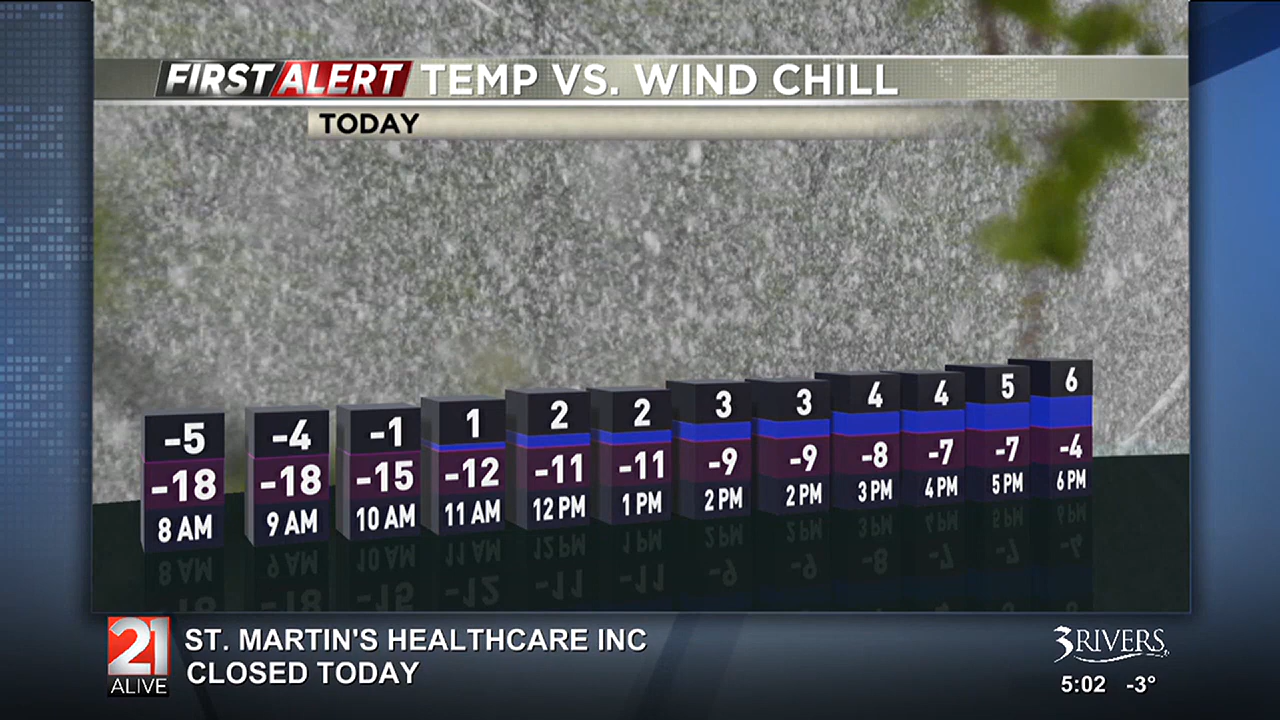 FIRST ALERT TEMP VS. WIND CHILL
TODAY
-5 -4 -1 1 2 2 3 3 4 4 5 6
-18 -18 -15 -12 -11 -11 -9 -9 -8 -7 -7 -4
8 AM 9 AM 10 AM 11 AM 12 PM 1 PM 2 PM 2 PM 3 PM 4 PM 5 PM 6 PM
21 ALIVE
ST. MARTIN'S HEALTHCARE INC
CLOSED TODAY
3RIVERS
5:02 -3°